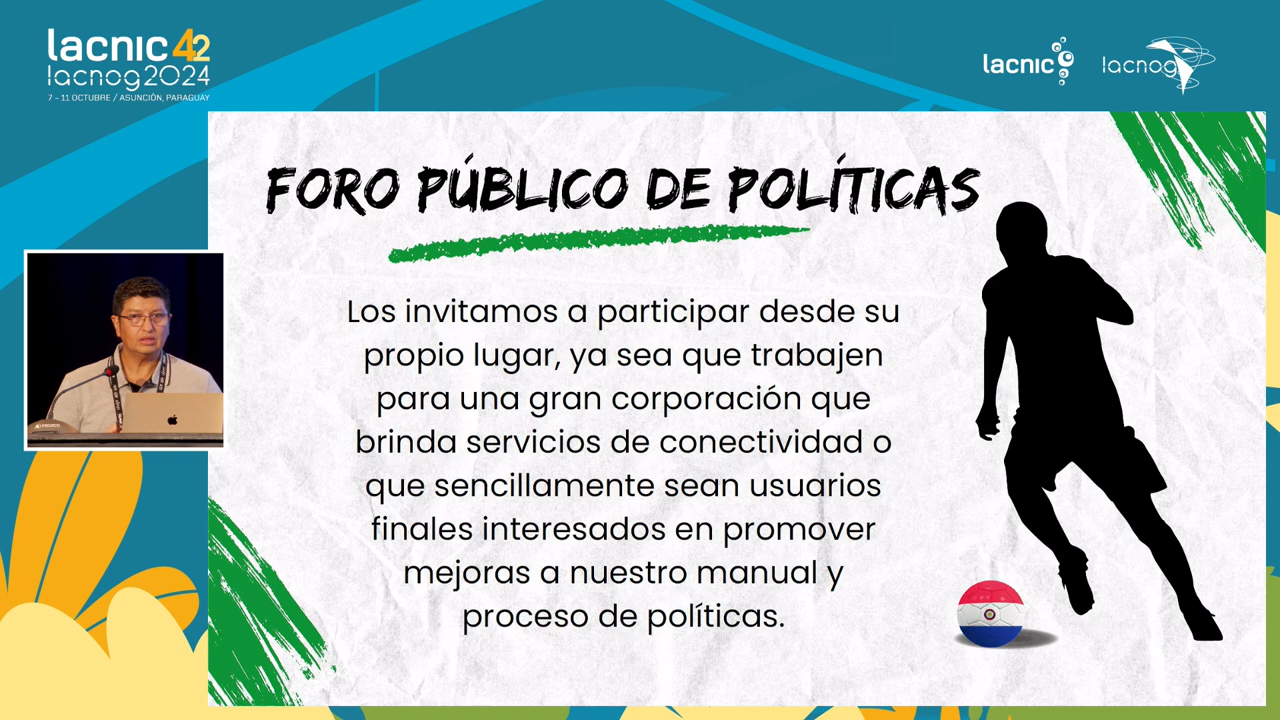 lacnic 42
lacnog2024
7 - 11 OCTUBRE / ASUNCIÓN, PARAGUAY
lacnic
lacnog
FORO PÚBLICO DE POLÍTICAS
Los invitamos a participar desde su
propio lugar, ya sea que trabajen
para una gran corporación que
brinda servicios de conectividad o
que sencillamente sean usuarios
finales interesados en promover
mejoras a nuestro manual y
proceso de políticas.